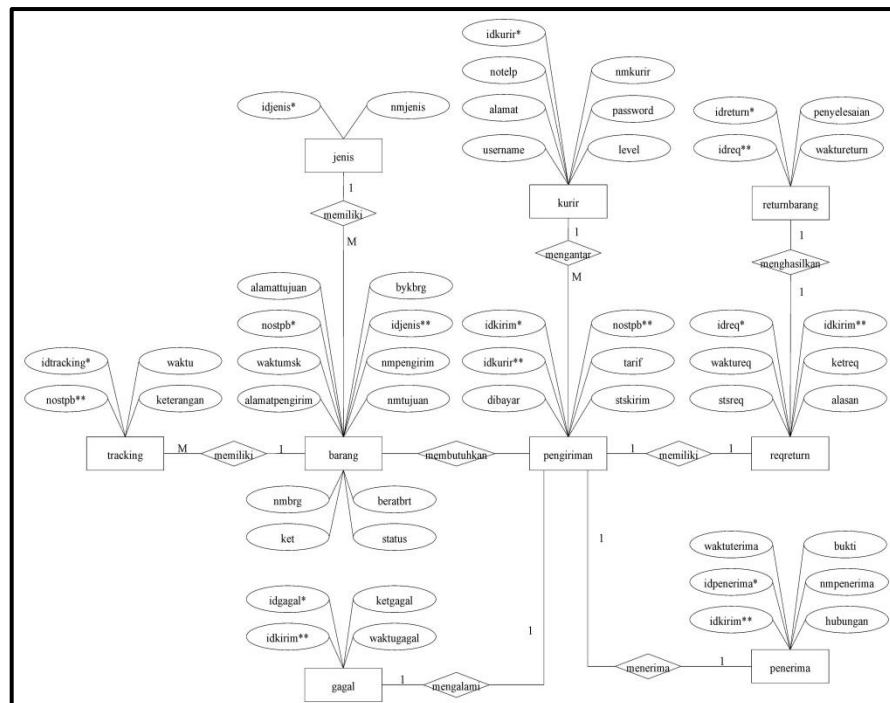 idkurir*
notelp
nmkurir
idjenis*
nmjenis
alamat
password
idreturn*
penyelesaian
username
level
idreq**
waktureturn
jenis
kurir
returnbarang
1
1
1
memiliki
mengantar
menghasilkan
M
M
1
alamattujuan
bykbrg
nostpb*
idjenis**
idkirim*
nostpb**
idreq*
idkirim**
idtracking*
waktu
waktumsk
nmpengirim
idkurir**
tarif
waktureq
ketreq
nostpb**
keterangan
alamatpengirim
nmtujuan
dibayar
stskirim
stsreq
alasan
tracking
M
memiliki
1
barang
membutuhkan
pengiriman
1
memiliki
1
reqreturn
nmbrg
beratbrt
ket
status
1
waktuterima
bukti
idgagal*
ketgagal
idpenerima*
nmpenerima
idkirim**
waktugagal
1
idkirim**
hubungan
gagal
1
mengalami
menerima
1
penerima